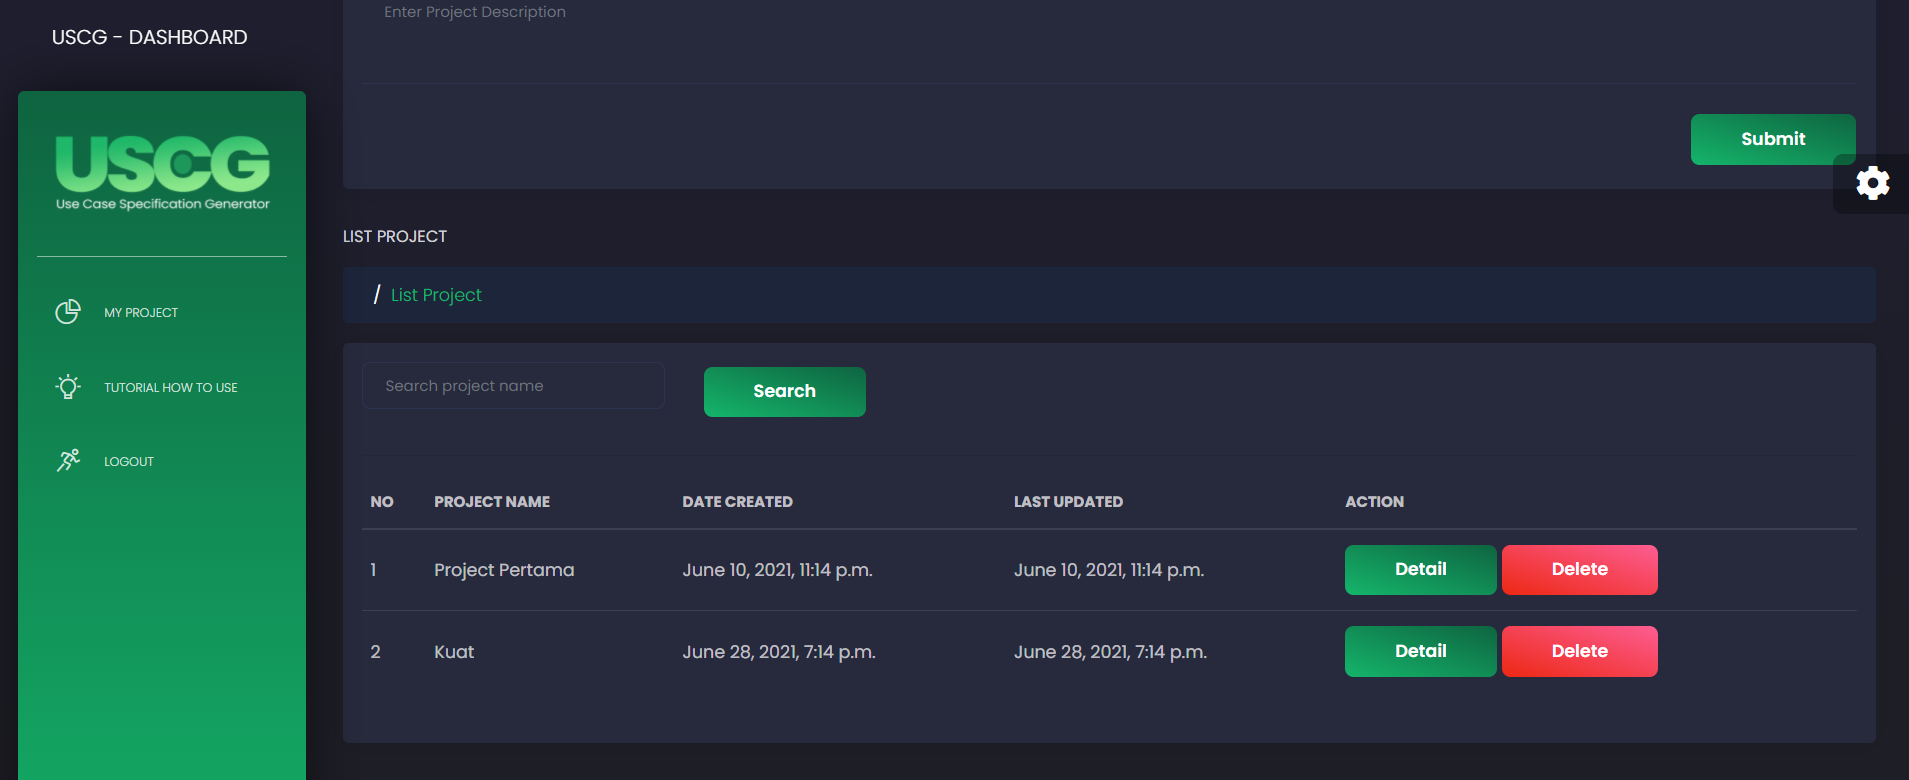 USCG - DASHBOARD
USCG
Use Case Specification Generator
MY PROJECT
TUTORIAL HOW TO USE
LOGOUT
Enter Project Description
Submit
LIST PROJECT
/ List Project
Search project name
Search
NO PROJECT NAME DATE CREATED LAST UPDATED ACTION
1 Project Pertama June 10, 2021, 11:14 p.m. June 10, 2021, 11:14 p.m. Detail Delete
2 Kuat June 28, 2021, 7:14 p.m. June 28, 2021, 7:14 p.m. Detail Delete